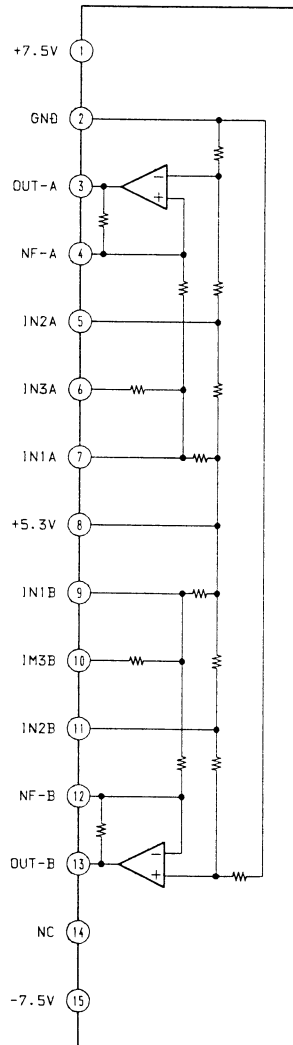 +7.5V 1
GND 2
OUT-A 3
-
+
NF-A 4
IN2A 5
IN3A 6
IN1A 7
+5.3V 8
IN1B 9
IM3B 10
IN2B 11
NF-B 12
-
OUT-B 13
+
NC 14
-7.5V 15